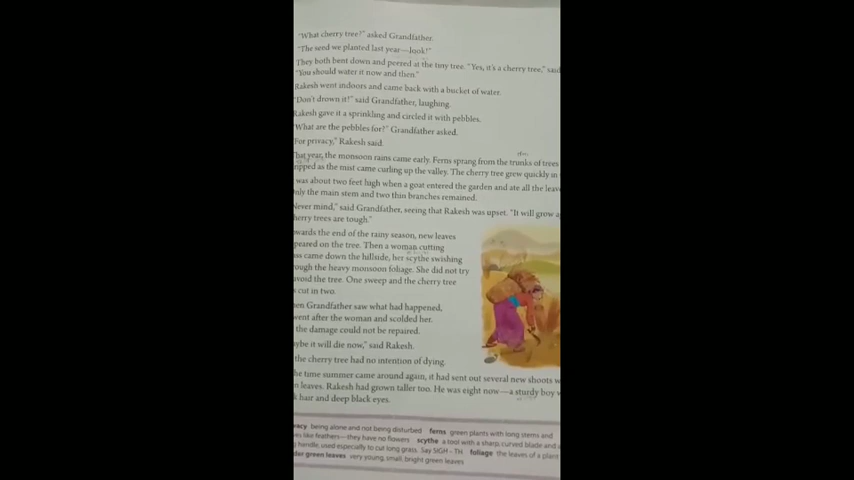 "What cherry tree?" asked Grandfather.
"The seed we planted last year—look!"
They both bent down and peered at the tiny tree. "Yes, it's a cherry tree," said
"You should water it now and then."
Rakesh went indoors and came back with a bucket of water.
"Don't drown it!" said Grandfather, laughing.
Rakesh gave it a sprinkling and circled it with pebbles.
"What are the pebbles for?" Grandfather asked.
"For privacy," Rakesh said.
That year, the monsoon rains came early. Ferns sprang from the trunks of trees
ripped as the mist came curling up the valley. The cherry tree grew quickly in
was about two feet high when a goat entered the garden and ate all the leav
nly the main stem and two thin branches remained.
Never mind," said Grandfather, seeing that Rakesh was upset. "It will grow a
herry trees are tough."
wards the end of the rainy season, new leaves
peared on the tree. Then a woman cutting
ss came down the hillside, her scythe swishing
ough the heavy monsoon foliage. She did not try
avoid the tree. One sweep and the cherry tree
s cut in two.
en Grandfather saw what had happened,
went after the woman and scolded her.
the damage could not be repaired.
aybe it will die now," said Rakesh.
the cherry tree had no intention of dying.
he time summer came around again, it had sent out several new shoots w
n leaves. Rakesh had grown taller too. He was eight now—a sturdy boy w
k hair and deep black eyes.
vacy being alone and not being disturbed ferns green plants with long stems and
es like feathers—they have no flowers scythe a tool with a sharp, curved blade and a
g handle, used especially to cut long grass. Say SIGH - TH. foliage the leaves of a plant
der green leaves very young, small, bright green leaves